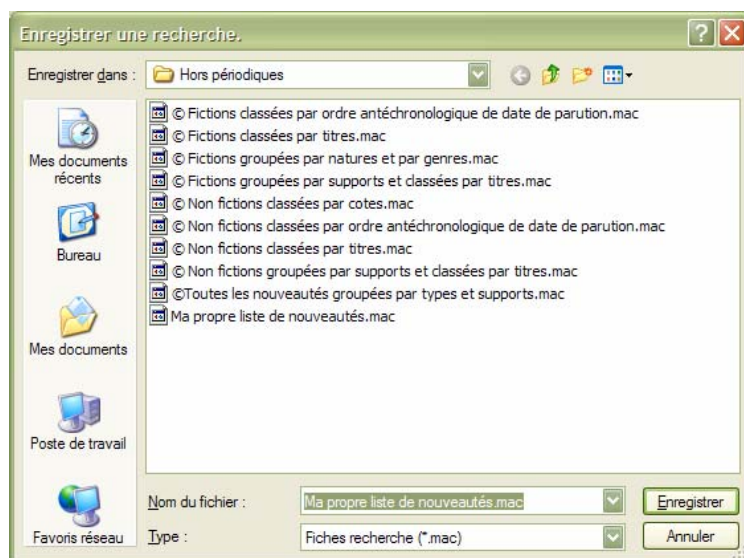 Enregistrer une recherche.
Enregistrer dans :
Hors périodiques
Mes documents
récents
Bureau
Mes documents
Poste de travail
Favoris réseau
© Fictions classées par ordre antéchronologique de date de parution.mac
© Fictions classées par titres.mac
© Fictions groupées par natures et par genres.mac
© Fictions groupées par supports et classées par titres.mac
© Non fictions classées par cotes.mac
© Non fictions classées par ordre antéchronologique de date de parution.mac
© Non fictions classées par titres.mac
© Non fictions groupées par supports et classées par titres.mac
©Toutes les nouveautés groupées par types et supports.mac
Ma propre liste de nouveautés.mac
Nom du fichier :
Ma propre liste de nouveautés.mac
Enregistrer
Type :
Fiches recherche (*.mac)
Annuler